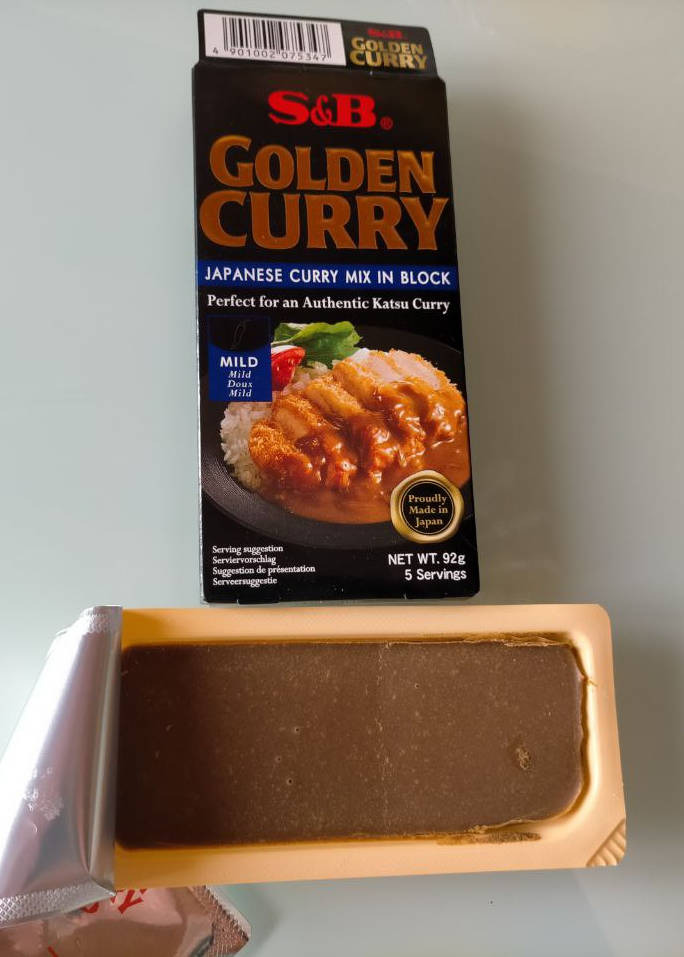 4 901002 075347
S&B
GOLDEN
CURRY
S&B®
GOLDEN
CURRY
JAPANESE CURRY MIX IN BLOCK
Perfect for an Authentic Katsu Curry
MILD
Mild
Doux
Mild
Proudly
Made in
Japan
Serving suggestion
Serviervorschlag
Suggestion de présentation
Serveersuggestie
NET WT. 92g
5 Servings